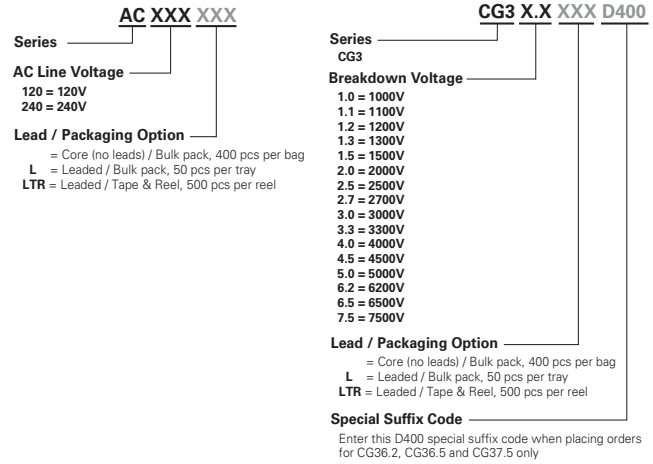 AC XXX XXX
Series
AC Line Voltage
120 = 120V
240 = 240V
Lead / Packaging Option
= Core (no leads) / Bulk pack, 400 pcs per bag
L = Leaded / Bulk pack, 50 pcs per tray
LTR = Leaded / Tape & Reel, 500 pcs per reel
CG3 X.X XXX D400
Series
CG3
Breakdown Voltage
1.0 = 1000V
1.1 = 1100V
1.2 = 1200V
1.3 = 1300V
1.5 = 1500V
2.0 = 2000V
2.5 = 2500V
2.7 = 2700V
3.0 = 3000V
3.3 = 3300V
4.0 = 4000V
4.5 = 4500V
5.0 = 5000V
6.2 = 6200V
6.5 = 6500V
7.5 = 7500V
Lead / Packaging Option
= Core (no leads) / Bulk pack, 400 pcs per bag
L = Leaded / Bulk pack, 50 pcs per tray
LTR = Leaded / Tape & Reel, 500 pcs per reel
Special Suffix Code
Enter this D400 special suffix code when placing orders
for CG36.2, CG36.5 and CG37.5 only